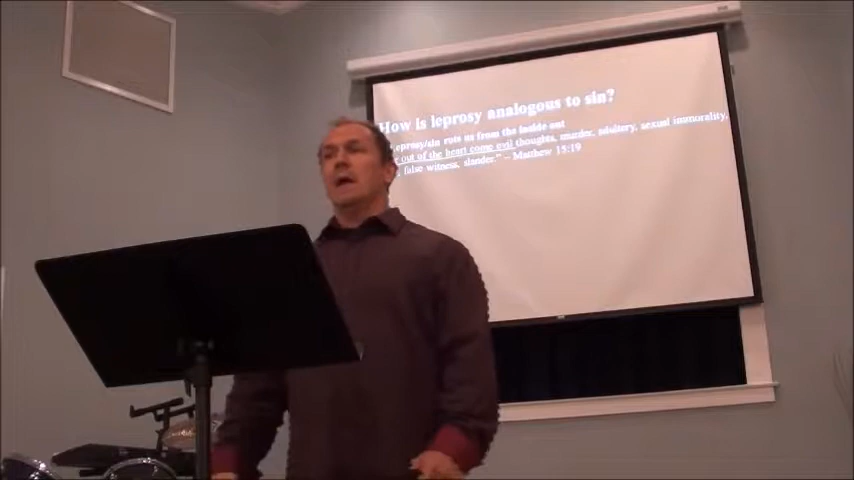 How is leprosy analogous to sin?
leprosy/sin rots us from the inside out
out of the heart come evil thoughts, murder, adultery, sexual immorality,
false witness, slander." – Matthew 15:19